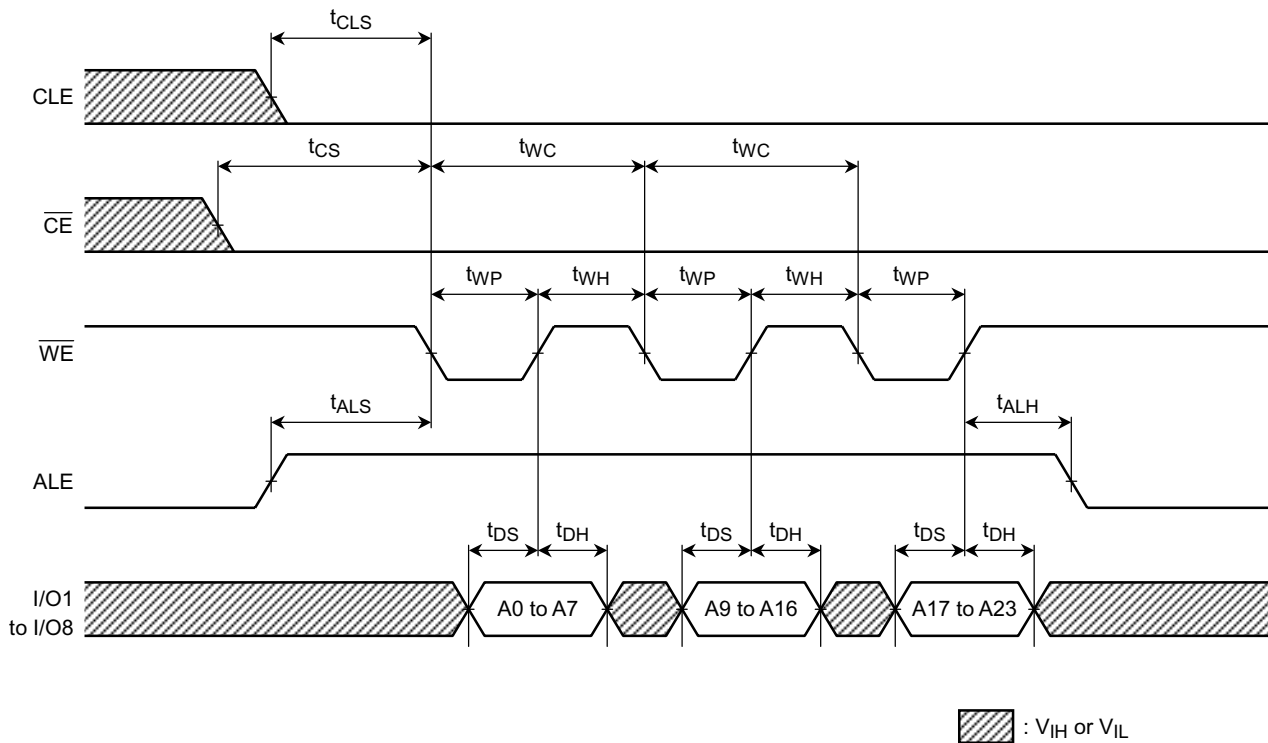 tCLS
CLE
tCS tWC tWC
CE
tWP tWH tWP tWH tWP
WE
tALS tALH
ALE
tDS tDH tDS tDH tDS tDH
I/O1
to I/O8
A0 to A7 A9 to A16 A17 to A23
: VIH or VIL